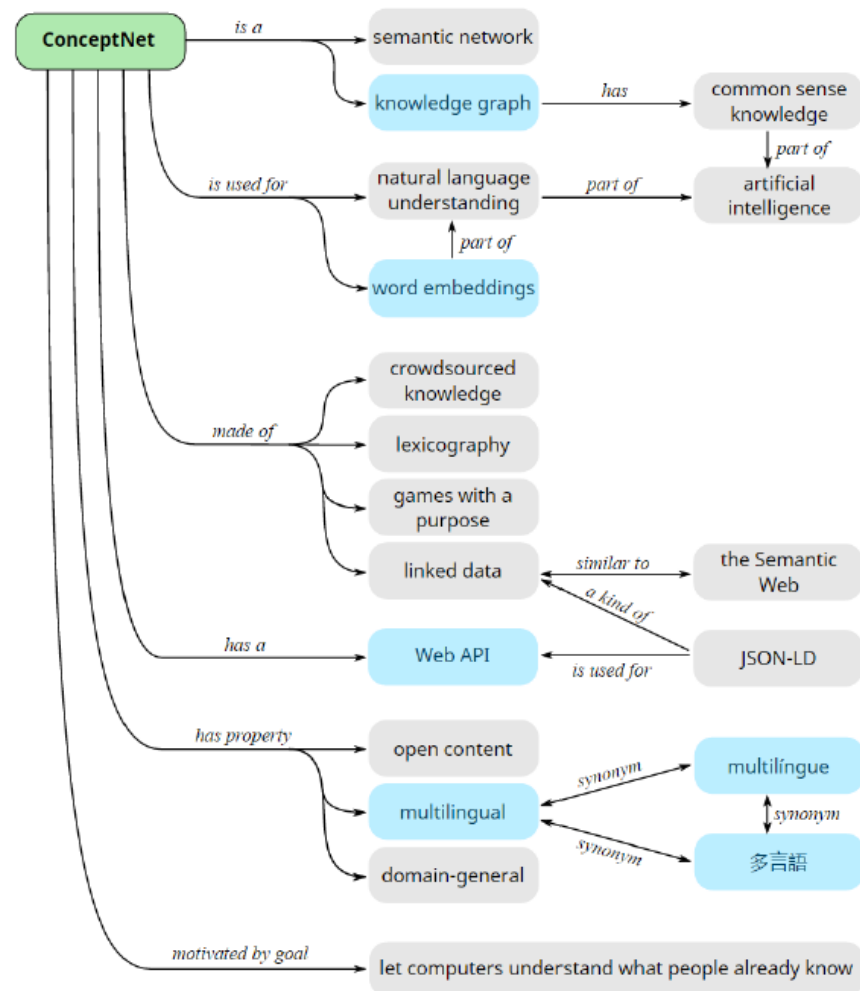 ConceptNet
is a
semantic network
knowledge graph
has
common sense
knowledge
part of
is used for
natural language
understanding
part of
artificial
intelligence
part of
word embeddings
crowdsourced
knowledge
made of
lexicography
games with a
purpose
linked data
similar to
the Semantic
Web
a kind of
has a
Web API
is used for
JSON-LD
has property
open content
synonym
multilíngue
multilingual
synonym
synonym
多言語
domain-general
motivated by goal
let computers understand what people already know